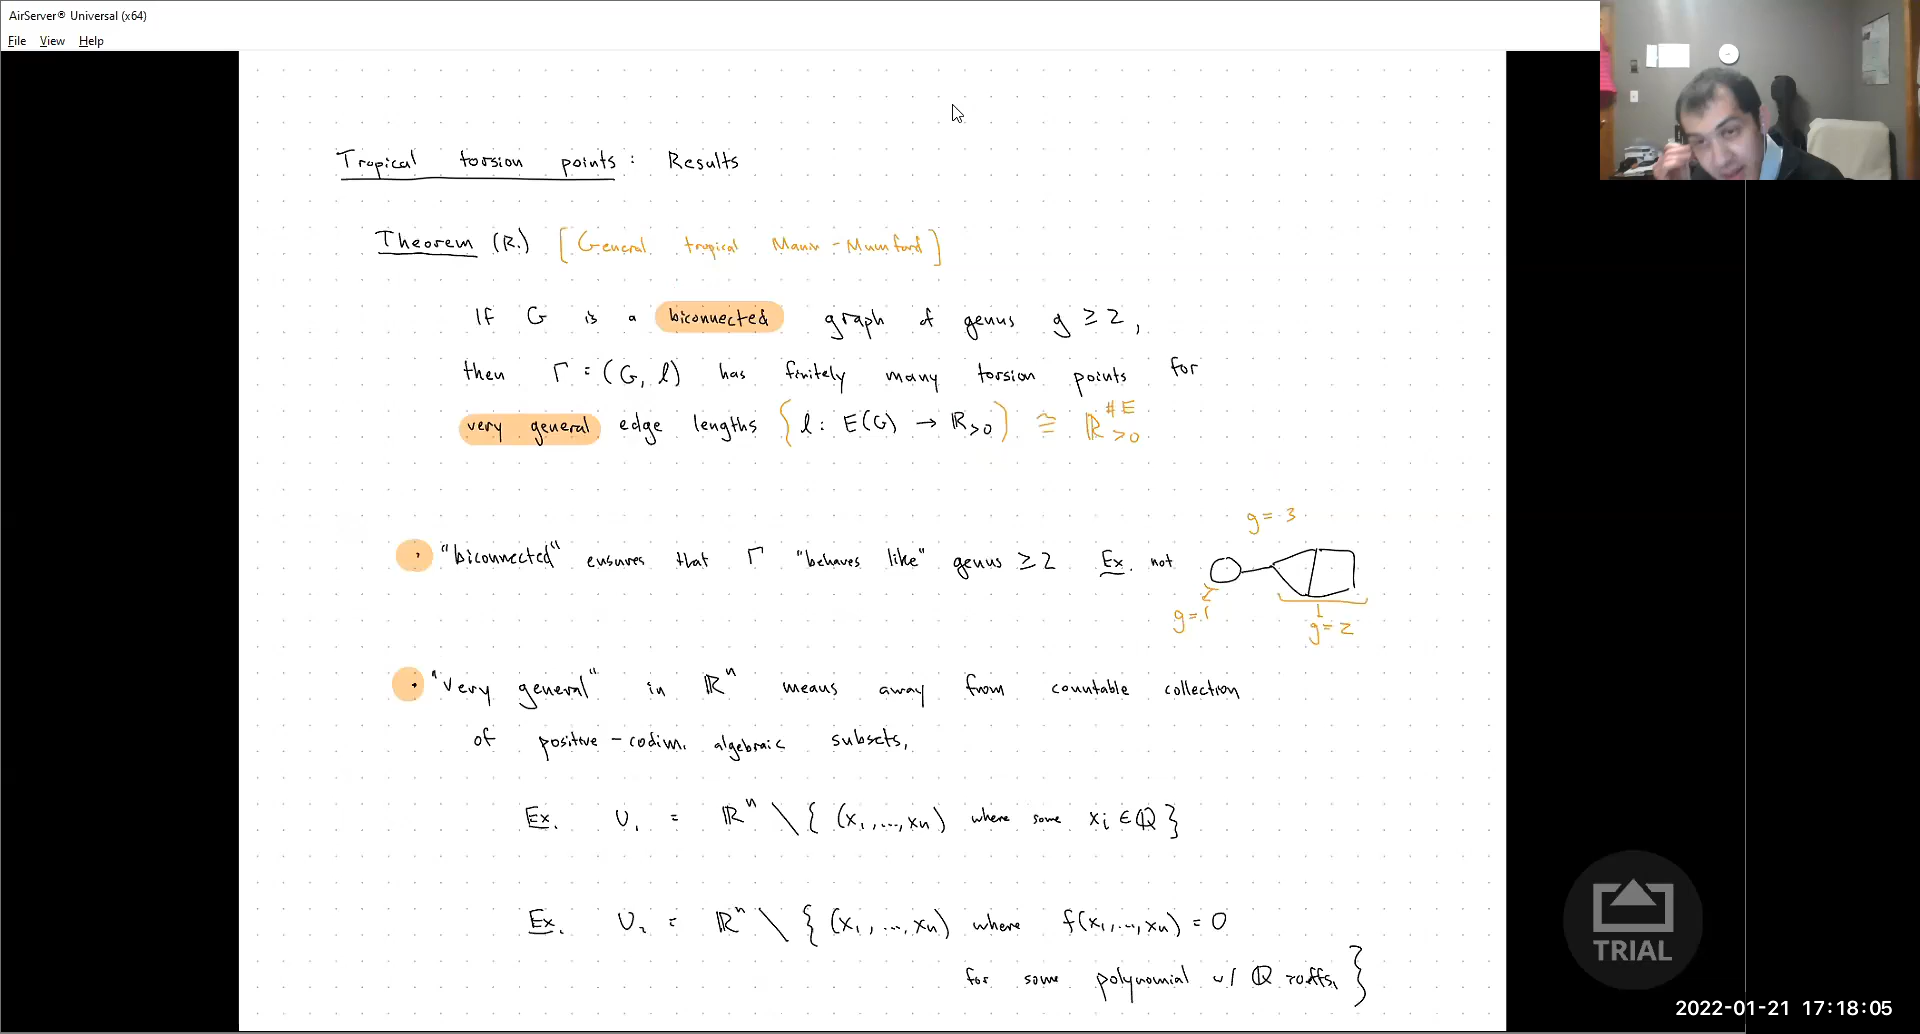 AirServer® Universal (x64)
File View Help
Tropical torsion points: Results
Theorem (R.) [General tropical Manin-Mumford]
If G is a biconnected graph of genus g ≥ 2,
then Γ = (G, l) has finitely many torsion points for
very general edge lengths {l : E(G) → ℝ>0} ≅ ℝ>0^#E
g = 3
• "biconnected" ensures that Γ "behaves like" genus ≥ 2 Ex. not
g = 1
g = 2
• "Very general" in ℝⁿ means away from countable collection
of positive-codim. algebraic subsets.
Ex. U₁ = ℝⁿ \ { (x₁, ..., xₙ) where some xᵢ ∈ ℚ }
Ex. U₂ = ℝⁿ \ { (x₁, ..., xₙ) where f(x₁, ..., xₙ) = 0
for some polynomial w/ ℚ coeffs. }
TRIAL
2022-01-21 17:18:05